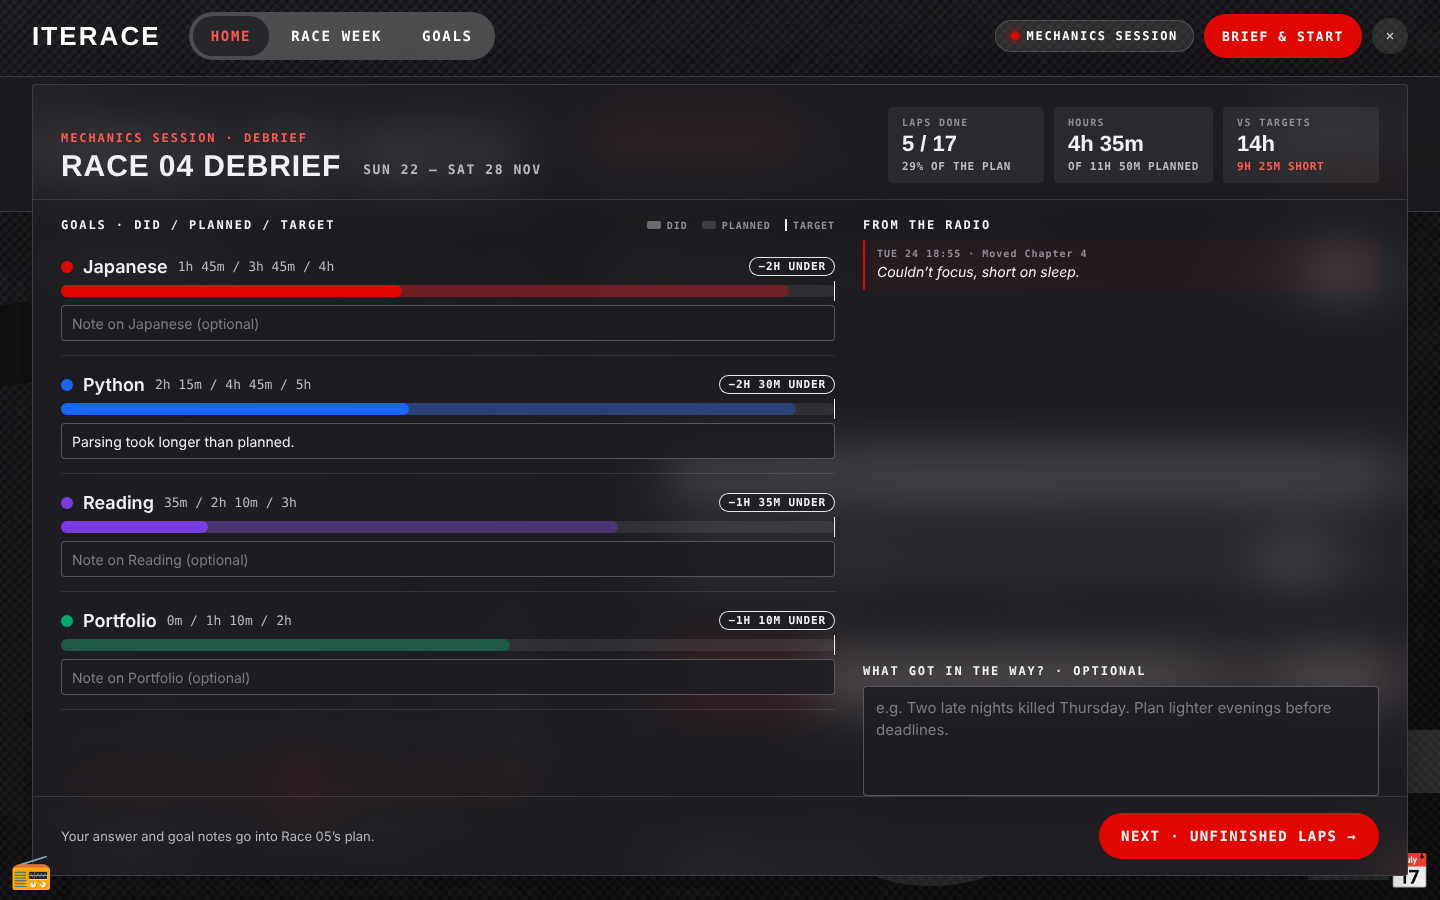 ITERACE
HOME
RACE WEEK
GOALS
MECHANICS SESSION
BRIEF & START
×
MECHANICS SESSION · DEBRIEF
RACE 04 DEBRIEF
SUN 22 — SAT 28 NOV
LAPS DONE
5 / 17
29% OF THE PLAN
HOURS
4h 35m
OF 11H 50M PLANNED
VS TARGETS
14h
9H 25M SHORT
GOALS · DID / PLANNED / TARGET
DID
PLANNED
TARGET
Japanese 1h 45m / 3h 45m / 4h
−2H UNDER
Note on Japanese (optional)
Python 2h 15m / 4h 45m / 5h
−2H 30M UNDER
Parsing took longer than planned.
Reading 35m / 2h 10m / 3h
−1H 35M UNDER
Note on Reading (optional)
Portfolio 0m / 1h 10m / 2h
−1H 10M UNDER
Note on Portfolio (optional)
FROM THE RADIO
TUE 24 18:55 · Moved Chapter 4
Couldn’t focus, short on sleep.
WHAT GOT IN THE WAY? · OPTIONAL
e.g. Two late nights killed Thursday. Plan lighter evenings before
deadlines.
Your answer and goal notes go into Race 05’s plan.
NEXT · UNFINISHED LAPS →
17